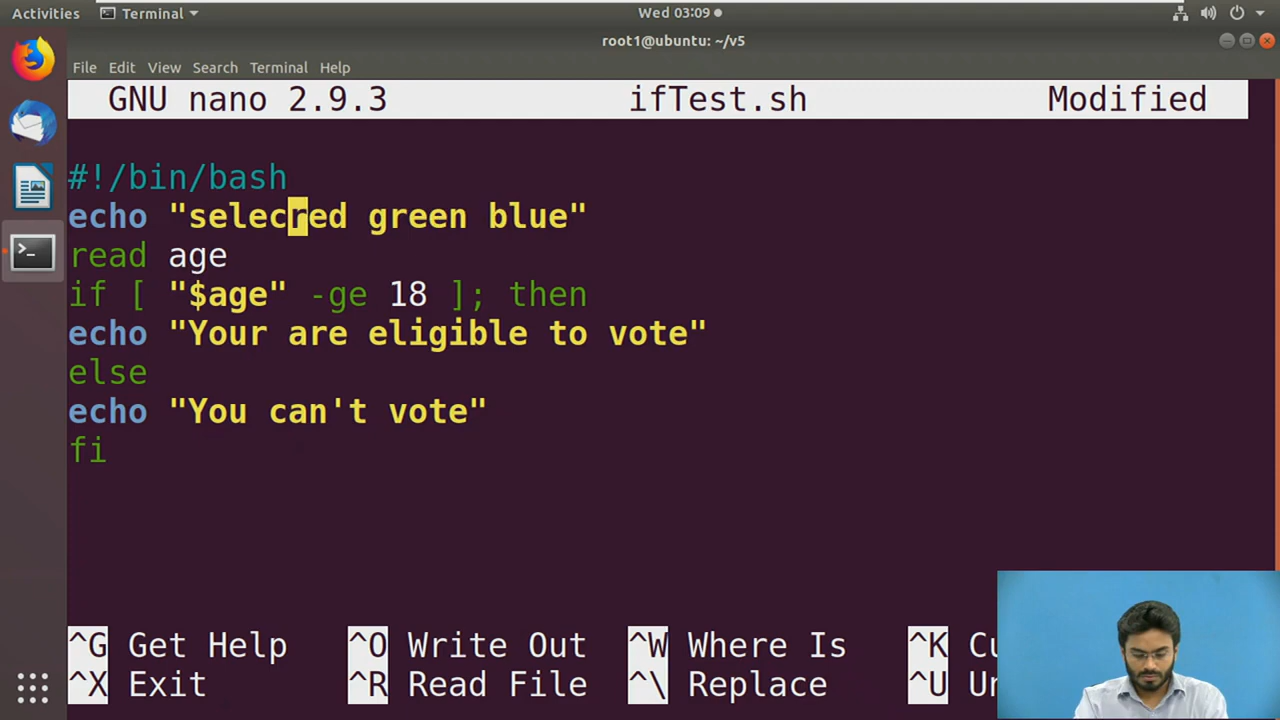 Activities Terminal Wed 03:09
root1@ubuntu: ~/v5
File Edit View Search Terminal Help
GNU nano 2.9.3 ifTest.sh Modified
#!/bin/bash
echo "selecred green blue"
read age
if [ "$age" -ge 18 ]; then
echo "Your are eligible to vote"
else
echo "You can't vote"
fi
^G Get Help ^O Write Out ^W Where Is ^K
^X Exit ^R Read File ^\ Replace ^U